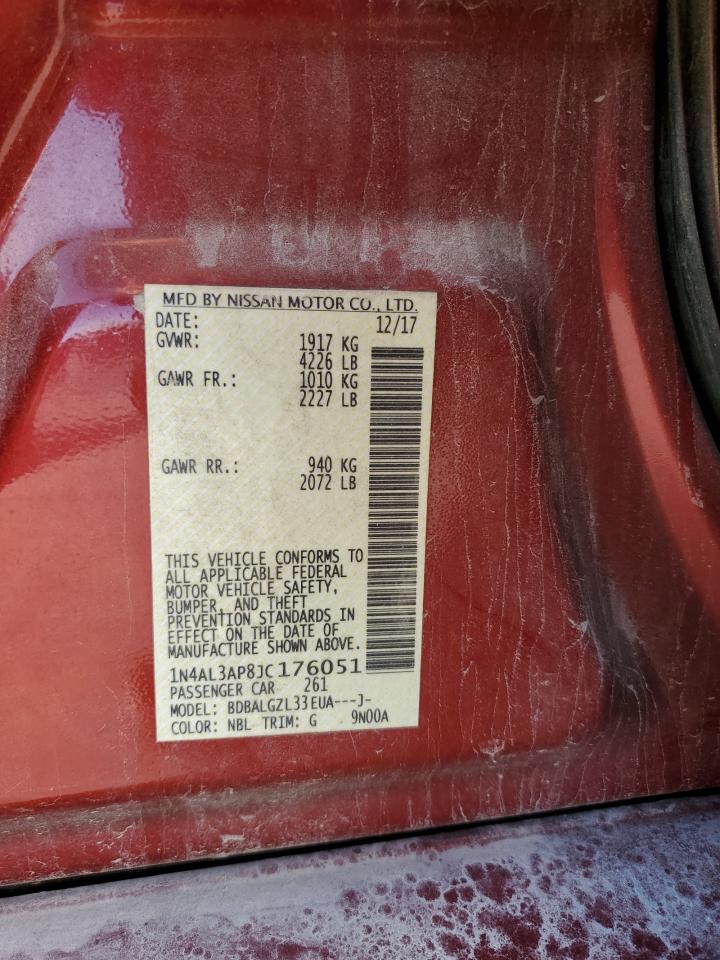 MFD BY NISSAN MOTOR CO., LTD.
DATE: 12/17
GVWR: 1917 KG
4226 LB
GAWR FR.: 1010 KG
2227 LB
GAWR RR.: 940 KG
2072 LB
THIS VEHICLE CONFORMS TO
ALL APPLICABLE FEDERAL
MOTOR VEHICLE SAFETY,
BUMPER, AND THEFT
PREVENTION STANDARDS IN
EFFECT ON THE DATE OF
MANUFACTURE SHOWN ABOVE.
1N4AL3AP8JC176051
PASSENGER CAR 261
MODEL: BDBALGZL33EUA---J-
COLOR: NBL TRIM: G 9N00A